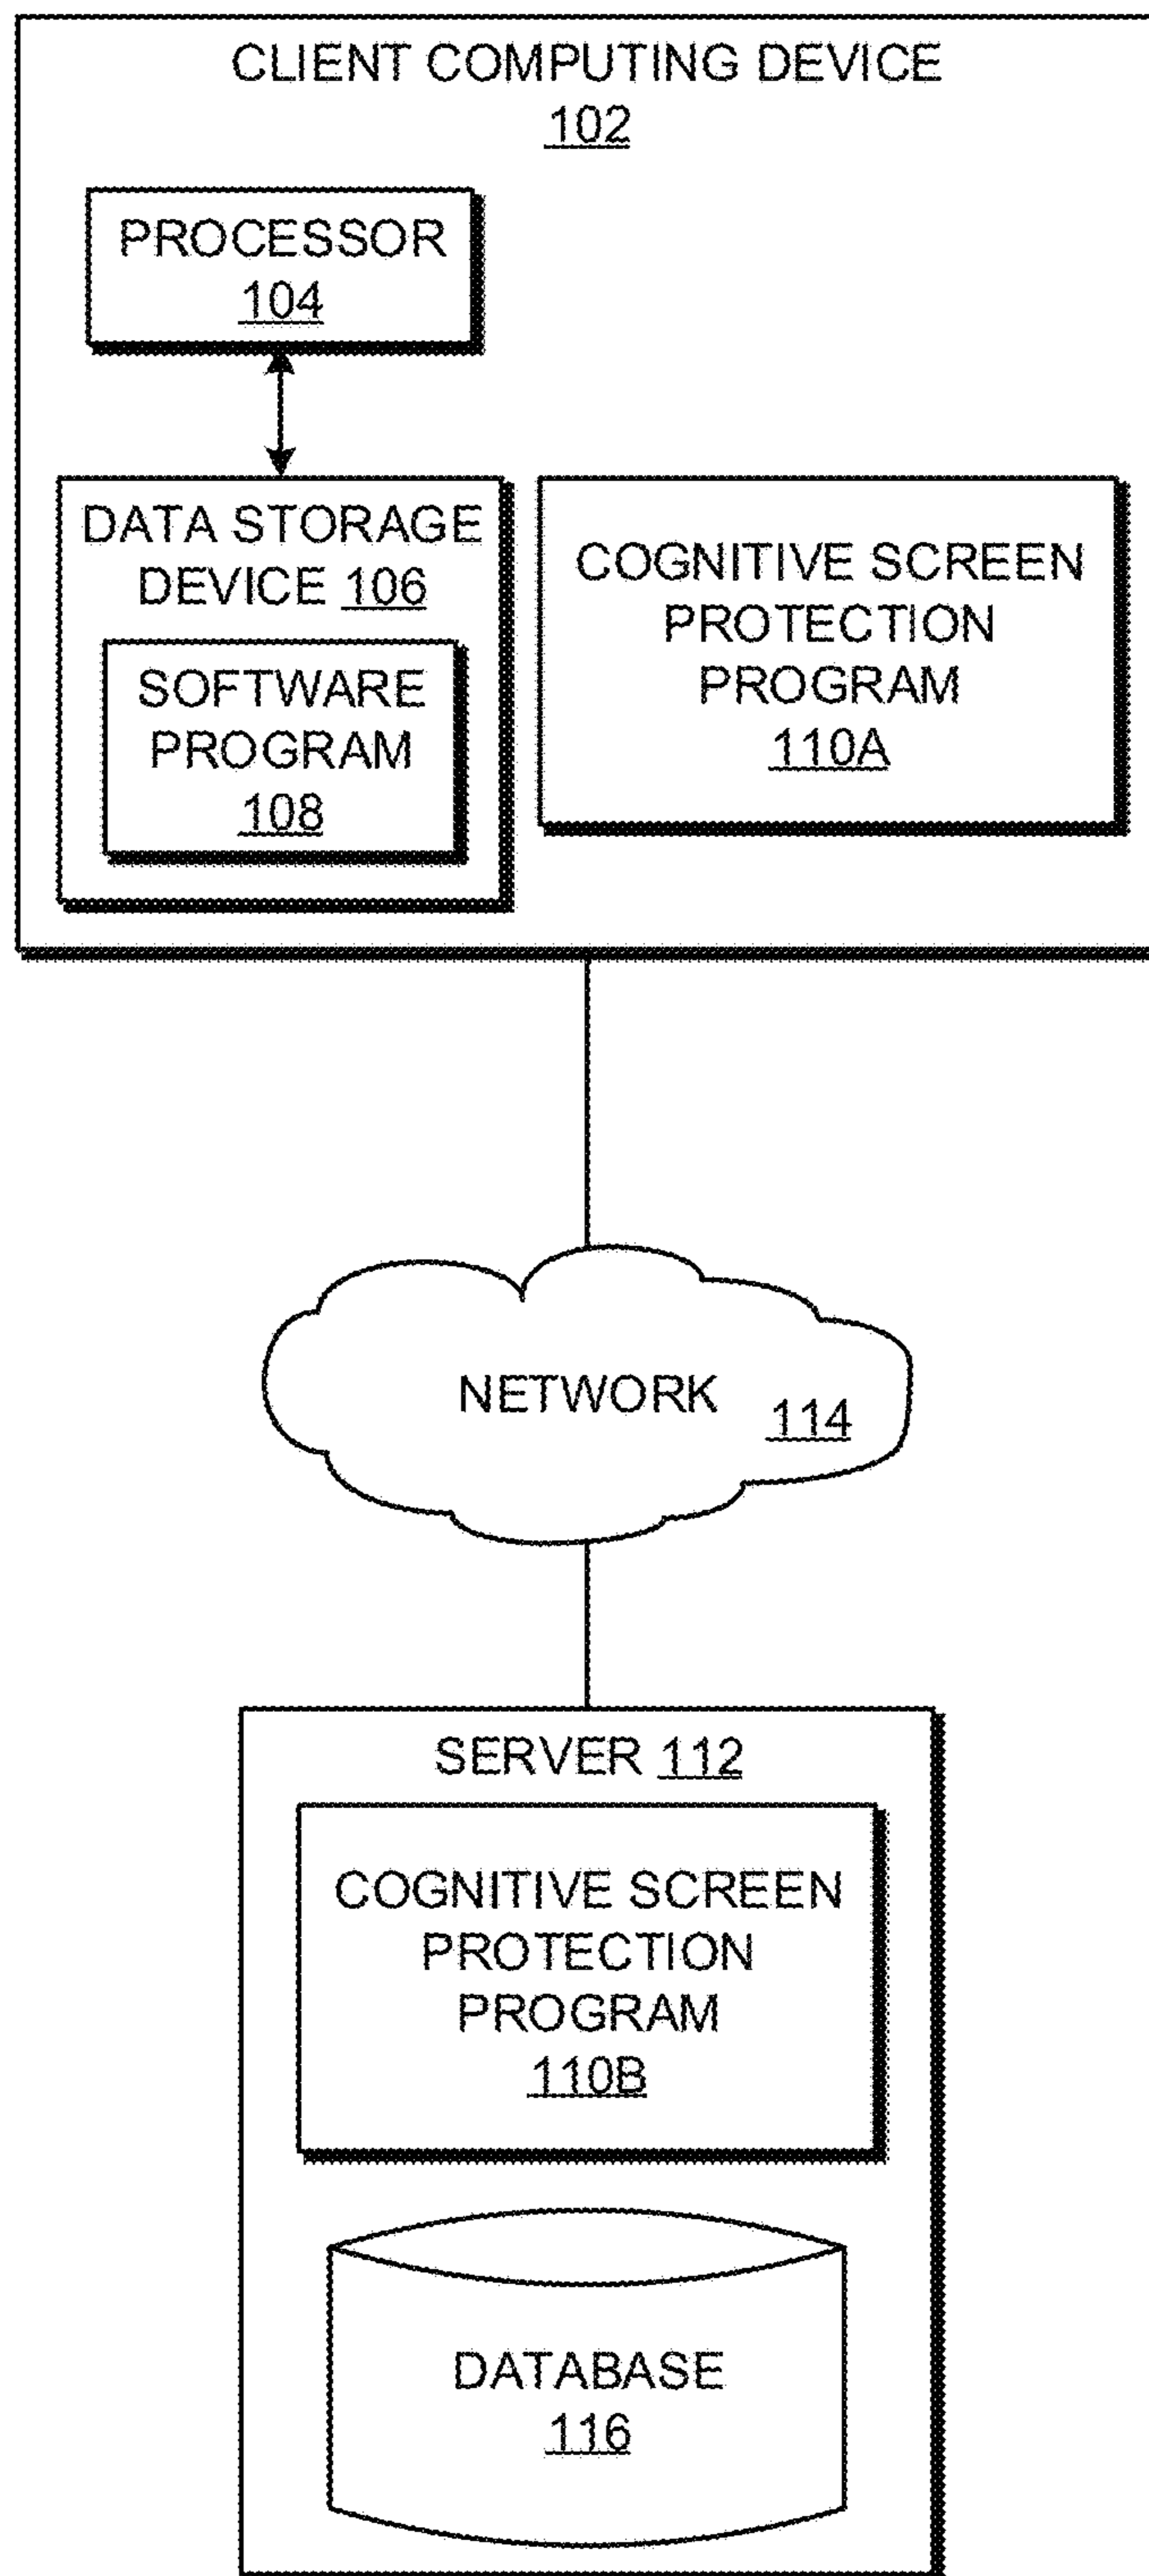 CLIENT COMPUTING DEVICE
102
PROCESSOR
104
DATA STORAGE
DEVICE 106
SOFTWARE
PROGRAM
108
COGNITIVE SCREEN
PROTECTION
PROGRAM
110A
NETWORK 114
SERVER 112
COGNITIVE SCREEN
PROTECTION
PROGRAM
110B
DATABASE
116